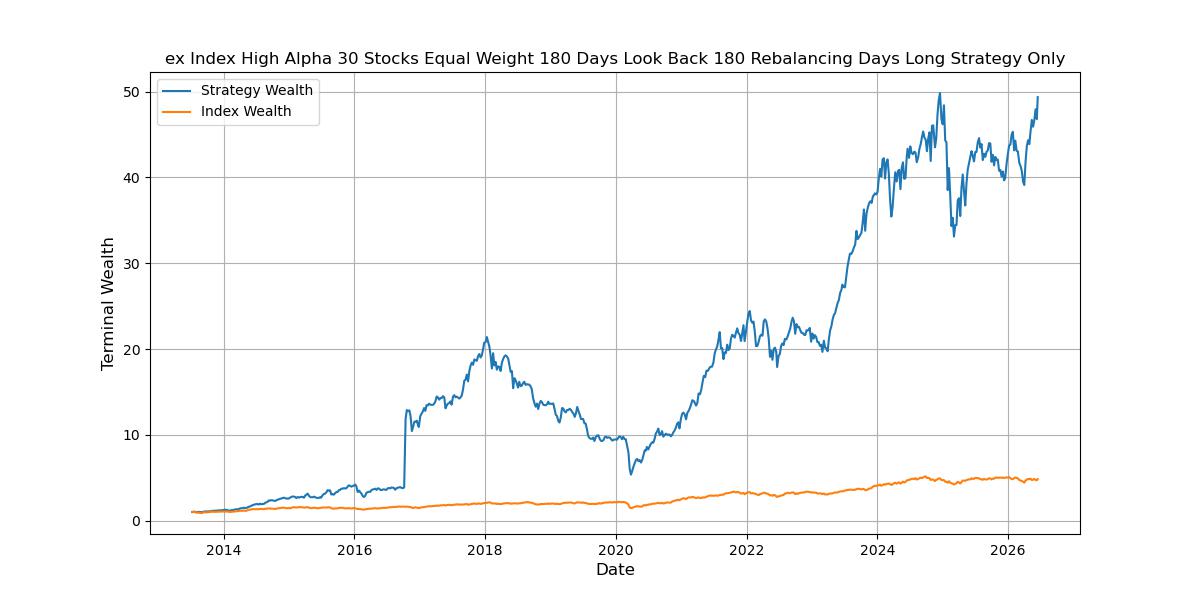 ex Index High Alpha 30 Stocks Equal Weight 180 Days Look Back 180 Rebalancing Days Long Strategy Only
Strategy Wealth
Index Wealth
50
40
30
20
10
0
Terminal Wealth
2014 2016 2018 2020 2022 2024 2026
Date